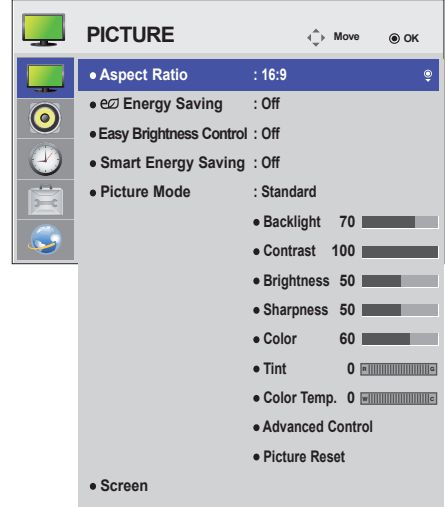 PICTURE Move OK
● Aspect Ratio : 16:9
● Energy Saving : Off
● Easy Brightness Control : Off
● Smart Energy Saving : Off
● Picture Mode : Standard
● Backlight 70
● Contrast 100
● Brightness 50
● Sharpness 50
● Color 60
● Tint 0 R G
● Color Temp. 0 W C
● Advanced Control
● Picture Reset
● Screen